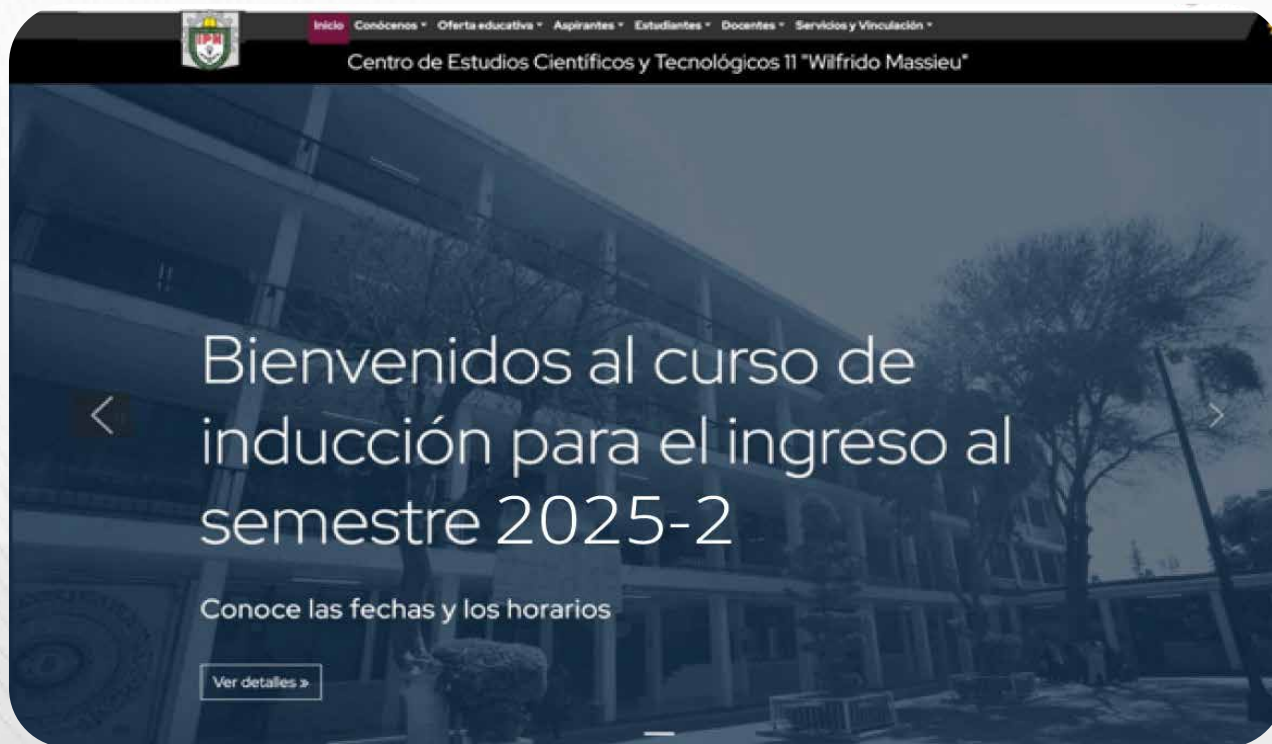 IPN
Inicio Conócenos Oferta educativa Aspirantes Estudiantes Docentes Servicios y Vinculación
Centro de Estudios Científicos y Tecnológicos 11 "Wilfrido Massieu"
Bienvenidos al curso de
inducción para el ingreso al
semestre 2025-2
Conoce las fechas y los horarios
Ver detalles »